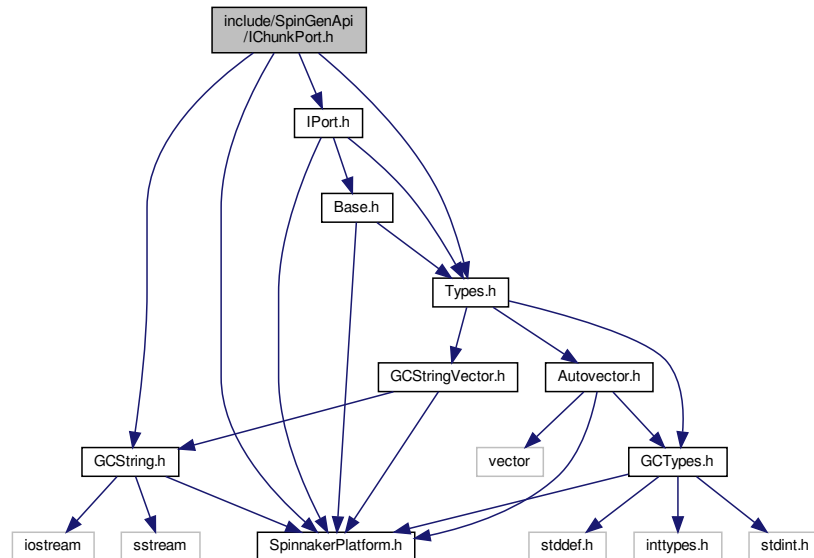 include/SpinGenApi
/IChunkPort.h
IPort.h
Base.h
Types.h
GCStringVector.h
Autovector.h
GCString.h
vector
GCTypes.h
iostream
sstream
SpinnakerPlatform.h
stddef.h
inttypes.h
stdint.h